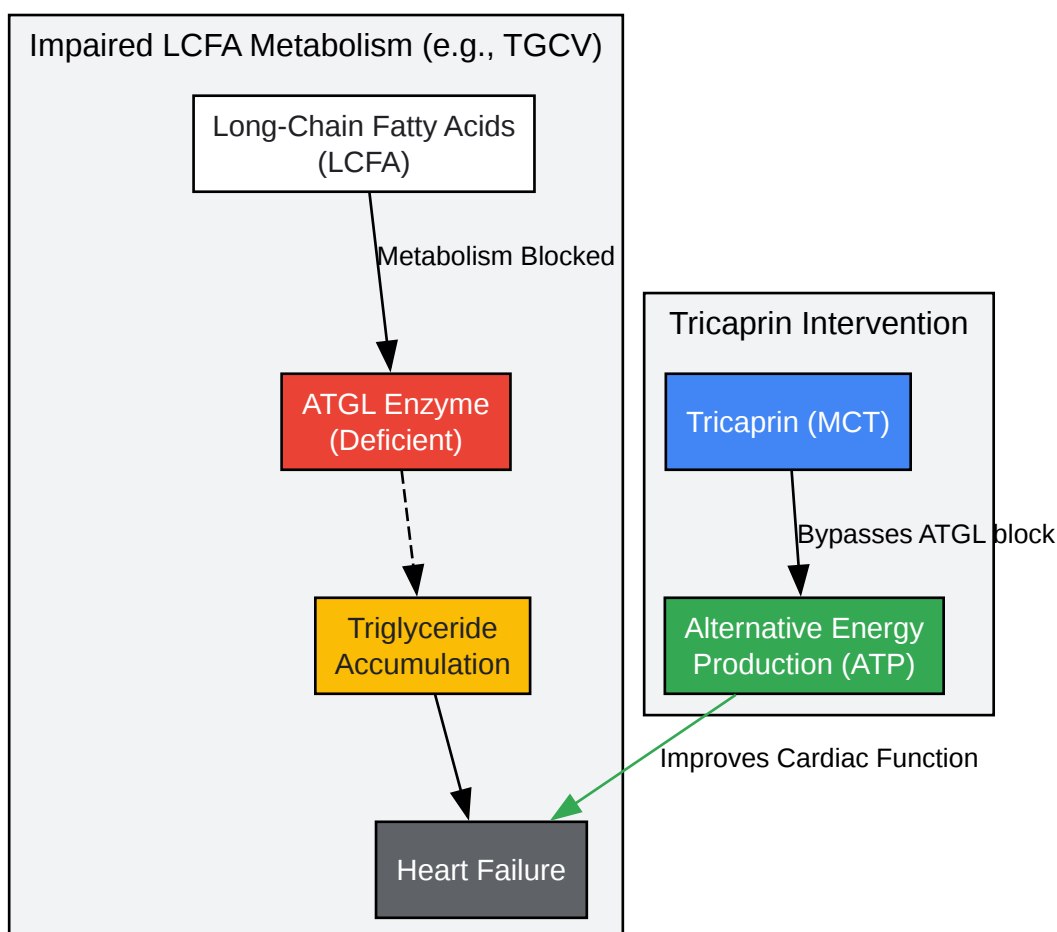 Impaired LCFA Metabolism (e.g., TGCV)
Long-Chain Fatty Acids
(LCFA)
Metabolism Blocked
ATGL Enzyme
(Deficient)
Triglyceride
Accumulation
Heart Failure
Tricaprin Intervention
Tricaprin (MCT)
Bypasses ATGL block
Alternative Energy
Production (ATP)
Improves Cardiac Function